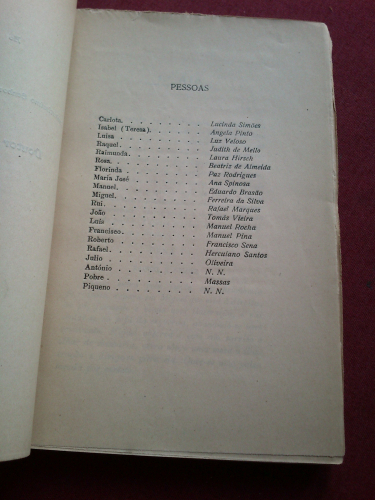 PESSOAS
Carlota. . . . . . . . . Lucinda Simões
Isabel (Teresa). . . . . . Angela Pinto
Luisa . . . . . . . . . Luz Veloso
Raquel . . . . . . . . . Judith de Mello
Raimunda. . . . . . . . . Laura Hirsch
Rosa. . . . . . . . . . Beatriz de Almeida
Florinda . . . . . . . . Paz Rodrigues
Maria José . . . . . . . . Ana Spinosa
Manuel. . . . . . . . . Eduardo Brasão
Miguel. . . . . . . . . Ferreira da Silva
Rui. . . . . . . . . . Rafael Marques
João . . . . . . . . . Tomás Vieira
Luis . . . . . . . . . Manuel Rocha
Francisco. . . . . . . . Manuel Pina
Roberto . . . . . . . . Francisco Sena
Rafael. . . . . . . . . Herculano Santos
Julio . . . . . . . . . Oliveira
António . . . . . . . . N. N.
Pobre . . . . . . . . . Massas
Piqueno . . . . . . . . N. N.